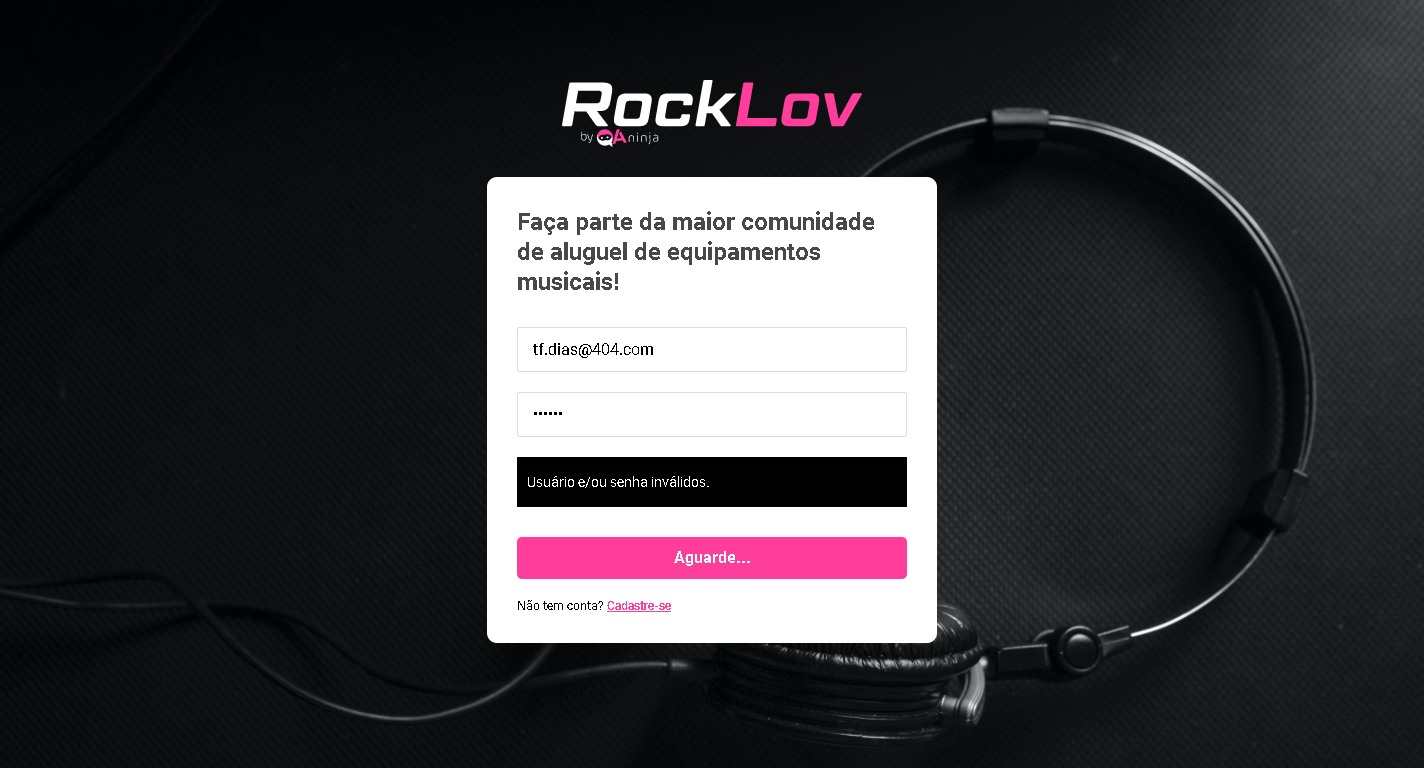 RockLov
by QAninja
Faça parte da maior comunidade
de aluguel de equipamentos
musicais!
tf.dias@404.com
••••••
Usuário e/ou senha inválidos.
Aguarde...
Não tem conta? Cadastre-se